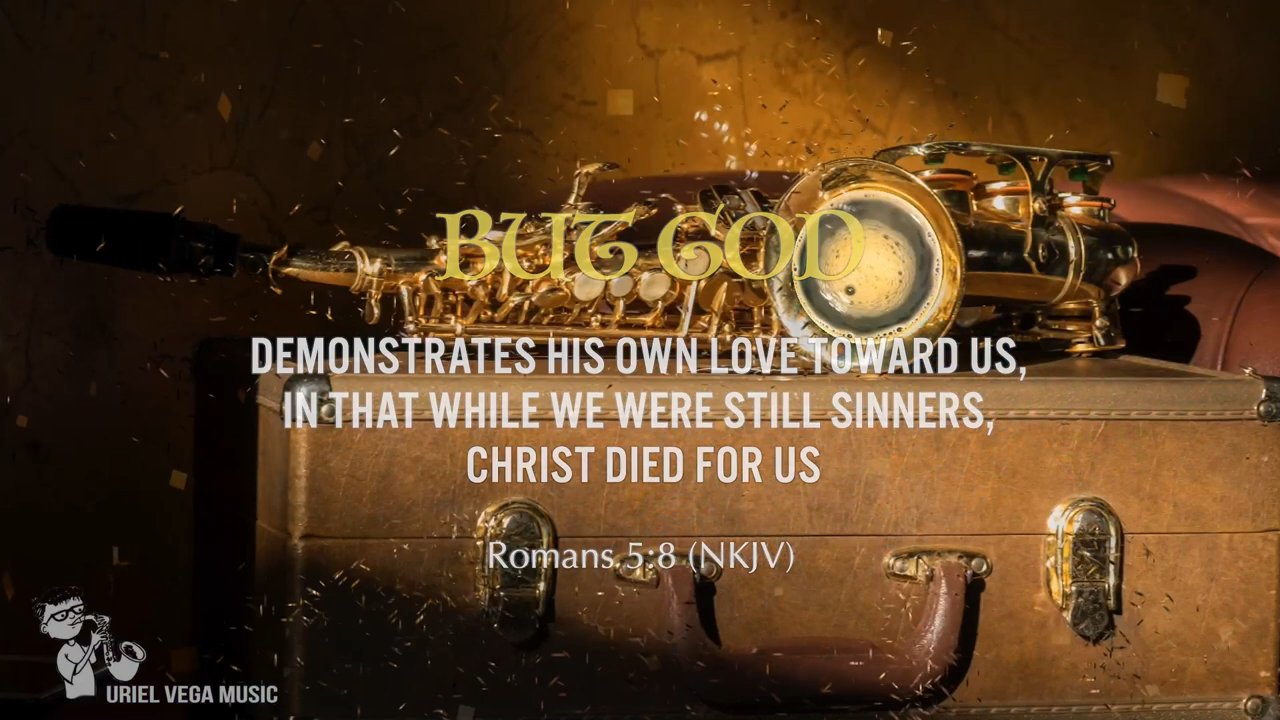 BUT GOD
DEMONSTRATES HIS OWN LOVE TOWARD US,
IN THAT WHILE WE WERE STILL SINNERS,
CHRIST DIED FOR US
Romans 5:8 (NKJV)
URIEL VEGA MUSIC